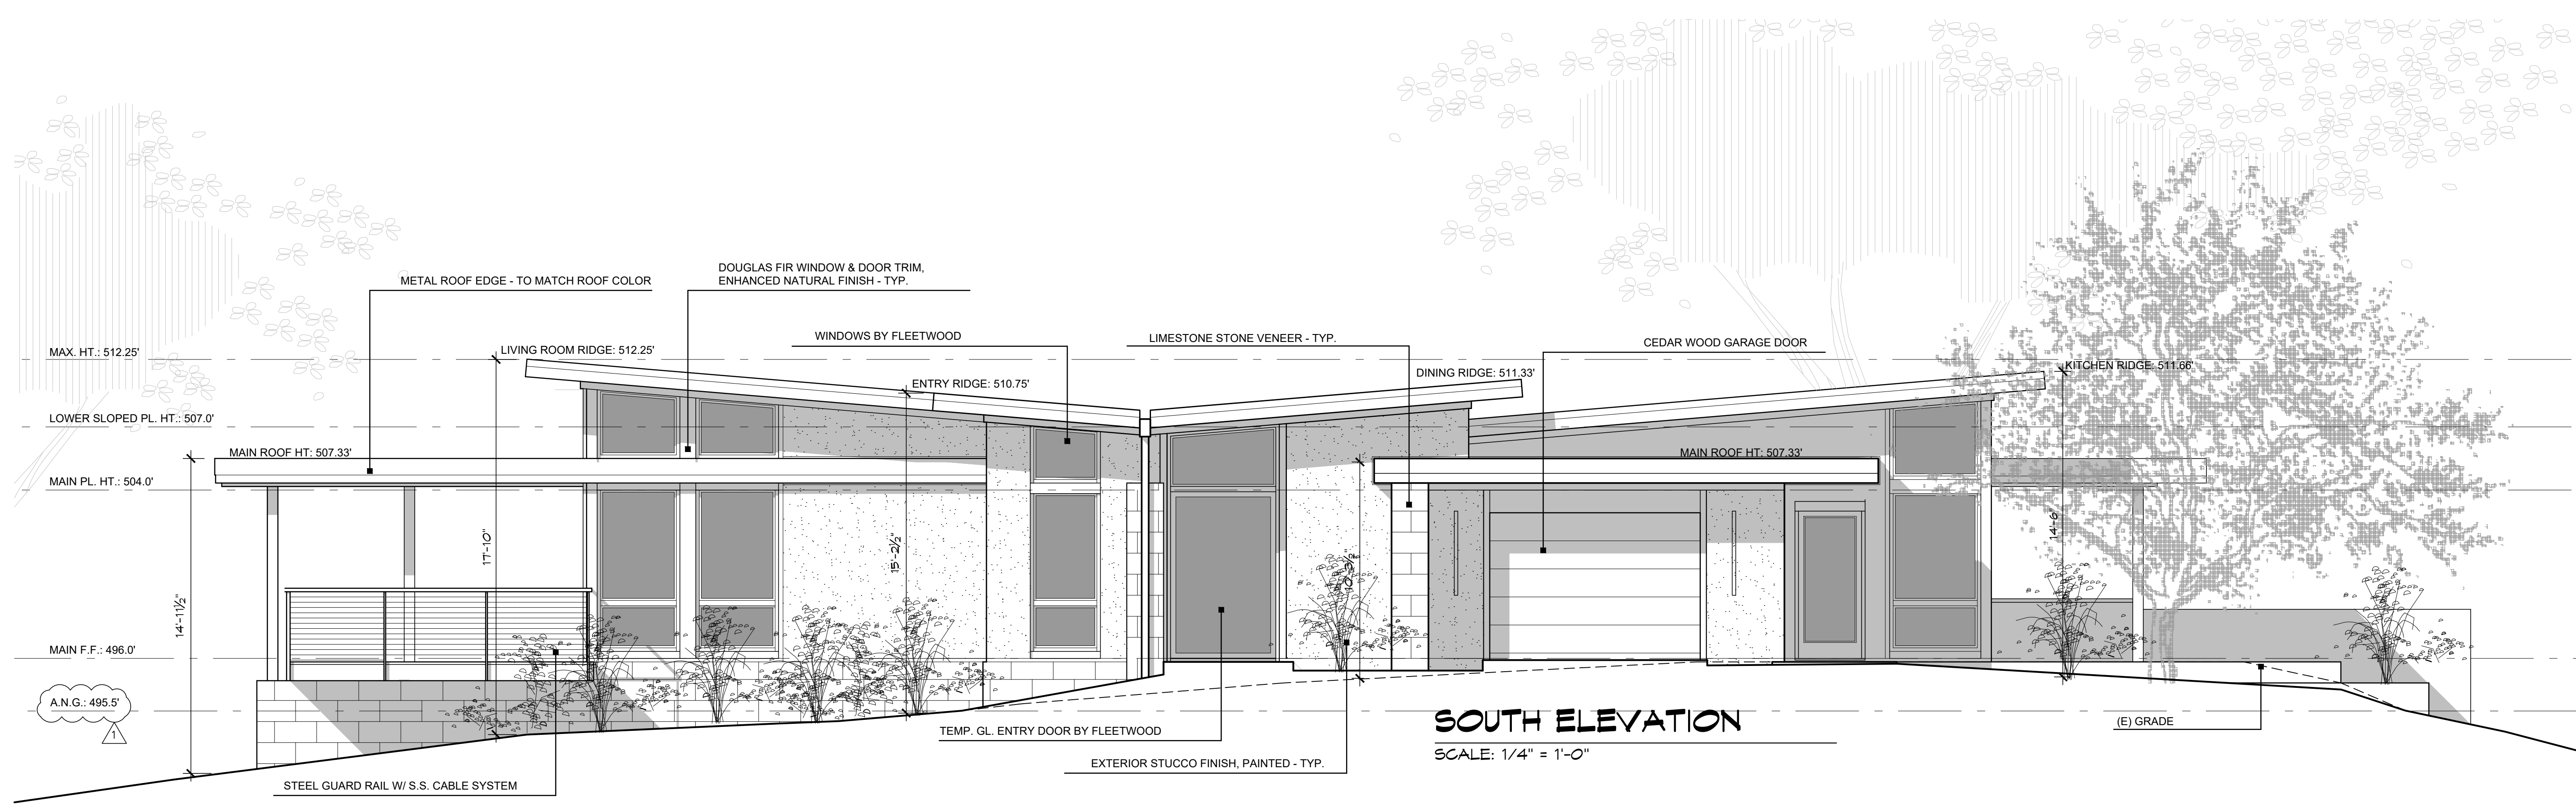 DOUGLAS FIR WINDOW & DOOR TRIM,
ENHANCED NATURAL FINISH - TYP.
METAL ROOF EDGE - TO MATCH ROOF COLOR
WINDOWS BY FLEETWOOD
LIMESTONE STONE VENEER - TYP.
CEDAR WOOD GARAGE DOOR
MAX. HT.: 512.25'
LIVING ROOM RIDGE: 512.25'
ENTRY RIDGE: 510.75'
DINING RIDGE: 511.33'
KITCHEN RIDGE: 511.66'
LOWER SLOPED PL. HT.: 507.0'
MAIN ROOF HT: 507.33'
MAIN ROOF HT: 507.33'
MAIN PL. HT.: 504.0'
17'-10"
15'-2½"
10'-3½"
14'-6"
14'-11½"
MAIN F.F.: 496.0'
A.N.G.: 495.5'
1
TEMP. GL. ENTRY DOOR BY FLEETWOOD
SOUTH ELEVATION
SCALE: 1/4" = 1'-0"
(E) GRADE
EXTERIOR STUCCO FINISH, PAINTED - TYP.
STEEL GUARD RAIL W/ S.S. CABLE SYSTEM